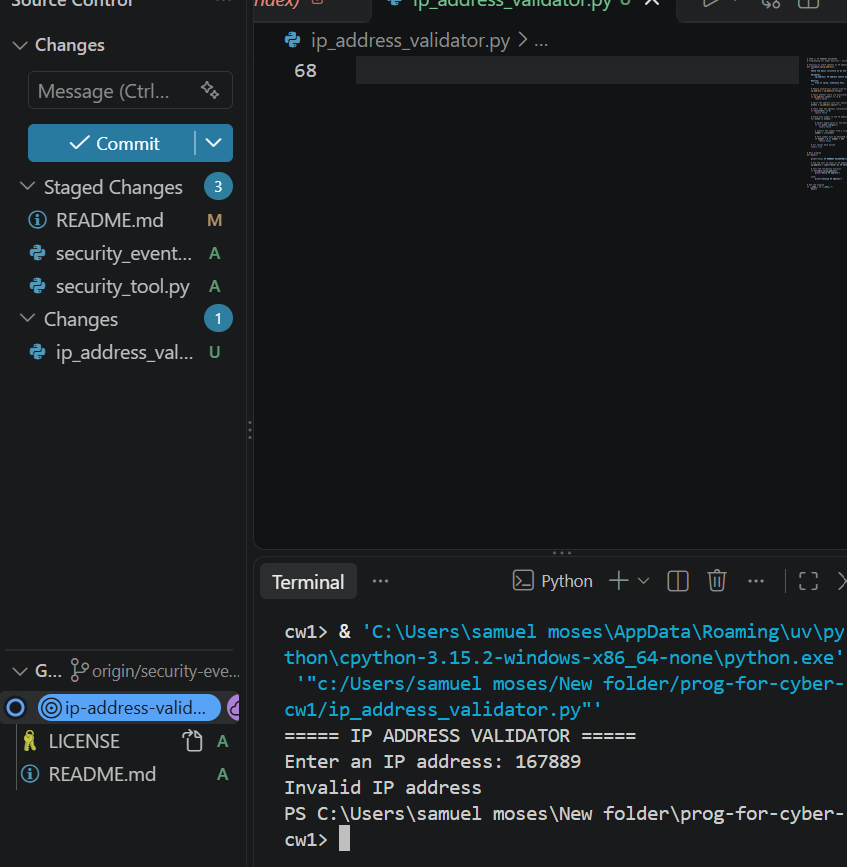 Source Control
ndex)
ip_address_validator.py U
Changes
ip_address_validator.py > ...
68
Message (Ctrl...
Commit
Staged Changes 3
README.md M
security_event... A
security_tool.py A
Changes 1
ip_address_val... U
Terminal ... Python
cw1> & 'C:\Users\samuel moses\AppData\Roaming\uv\py
thon\cpython-3.15.2-windows-x86_64-none\python.exe'
'"c:/Users/samuel moses/New folder/prog-for-cyber-
cw1/ip_address_validator.py"'
===== IP ADDRESS VALIDATOR =====
Enter an IP address: 167889
Invalid IP address
PS C:\Users\samuel moses\New folder\prog-for-cyber-
cw1>
G... origin/security-eve...
ip-address-valid...
LICENSE A
README.md A